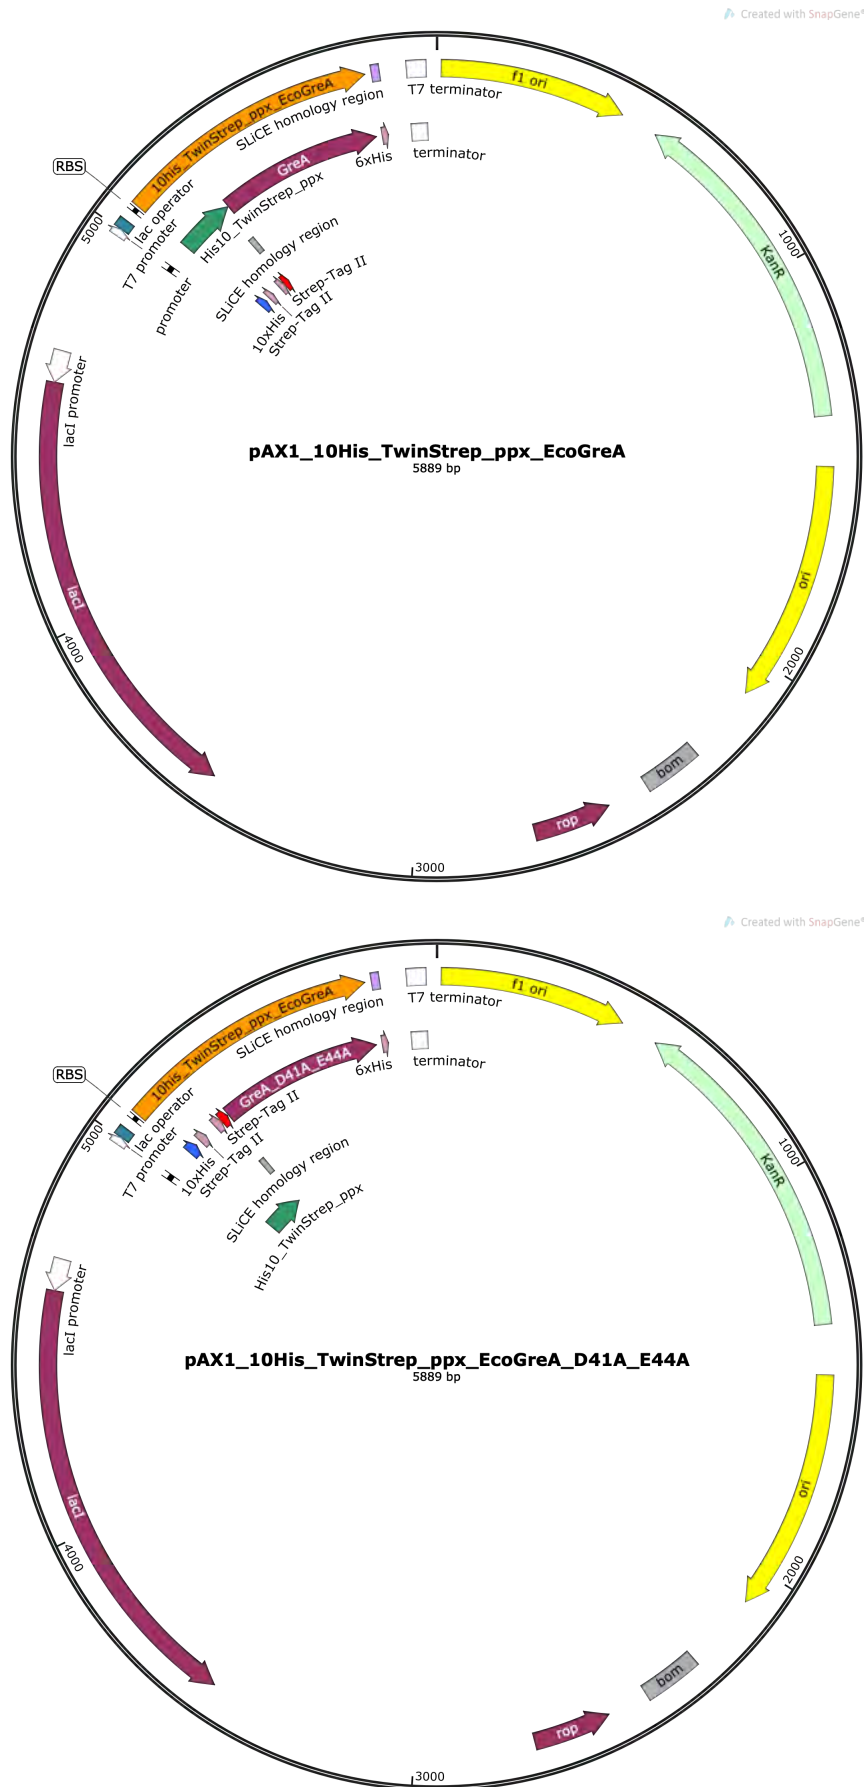 Created with SnapGene®
10his_TwinStrep_ppx_EcoGreA
SLiCE homology region
T7 terminator
f1 ori
RBS
GreA
6xHis
terminator
lac operator
T7 promoter
5000
His10_TwinStrep_ppx
promoter
SLiCE homology region
Strep-Tag II
10xHis
Strep-Tag II
1000
KanR
lacI promoter
pAX1_10His_TwinStrep_ppx_EcoGreA
5889 bp
lacI
ori
4000
2000
bom
rop
3000
Created with SnapGene®
10his_TwinStrep_ppx_EcoGreA
SLiCE homology region
T7 terminator
f1 ori
RBS
GreA_D41A_E44A
6xHis
terminator
lac operator
T7 promoter
5000
Strep-Tag II
10xHis
Strep-Tag II
SLiCE homology region
His10_TwinStrep_ppx
1000
KanR
lacI promoter
pAX1_10His_TwinStrep_ppx_EcoGreA_D41A_E44A
5889 bp
lacI
ori
4000
2000
bom
rop
3000